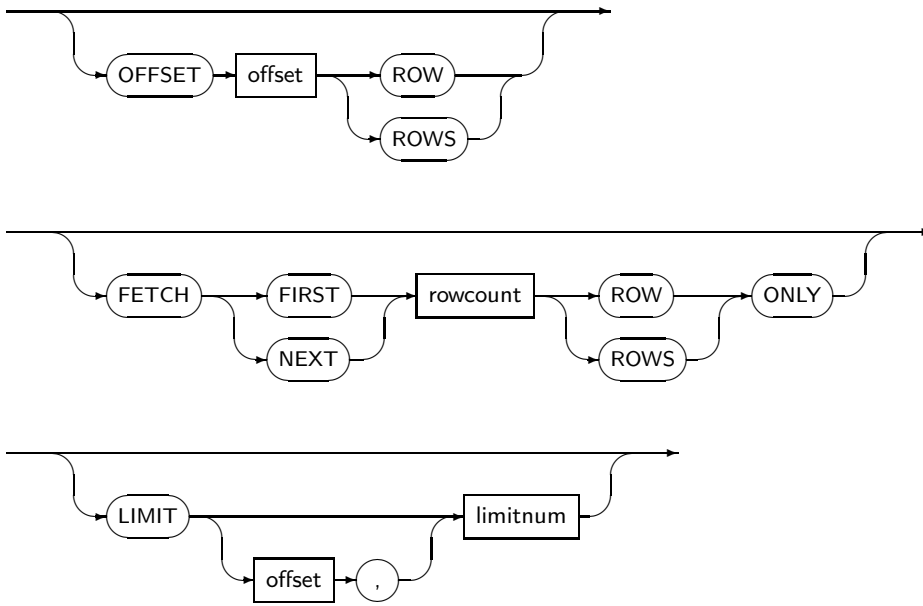 OFFSET offset ROW
ROWS
FETCH FIRST rowcount ROW ONLY
NEXT ROWS
LIMIT limitnum
offset ,